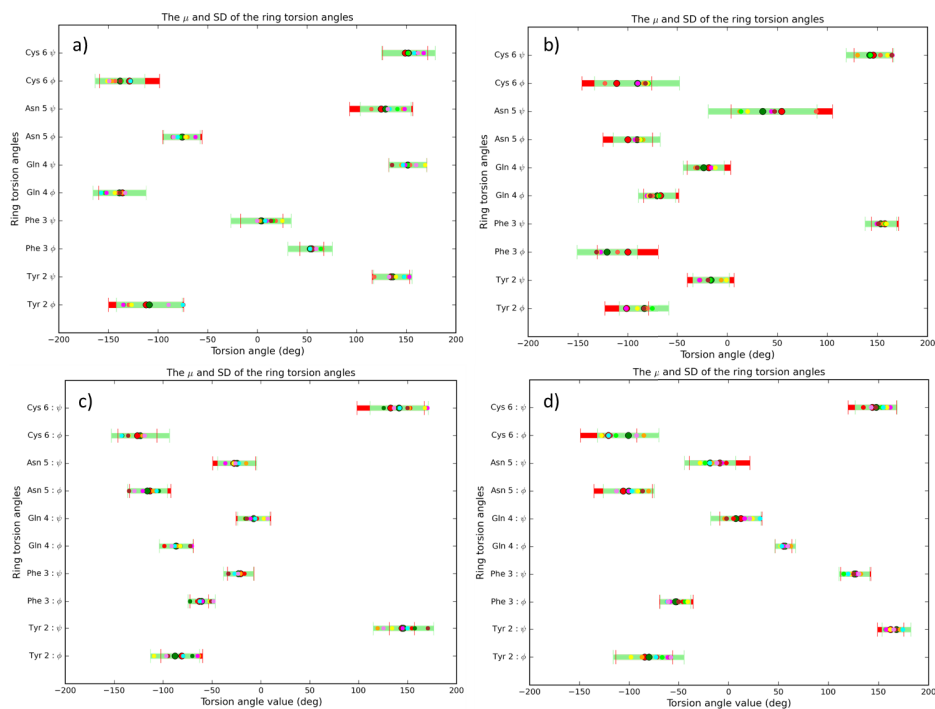 The μ and SD of the ring torsion angles
a)
Ring torsion angles
Cys 6 ψ
Cys 6 ϕ
Asn 5 ψ
Asn 5 ϕ
Gln 4 ψ
Gln 4 ϕ
Phe 3 ψ
Phe 3 ϕ
Tyr 2 ψ
Tyr 2 ϕ
−200 −150 −100 −50 0 50 100 150 200
Torsion angle (deg)
The μ and SD of the ring torsion angles
b)
Ring torsion angles
Cys 6 ψ
Cys 6 ϕ
Asn 5 ψ
Asn 5 ϕ
Gln 4 ψ
Gln 4 ϕ
Phe 3 ψ
Phe 3 ϕ
Tyr 2 ψ
Tyr 2 ϕ
−200 −150 −100 −50 0 50 100 150 200
Torsion angle (deg)
The μ and SD of the ring torsion angles
c)
Ring torsion angles
Cys 6 : ψ
Cys 6 : ϕ
Asn 5 : ψ
Asn 5 : ϕ
Gln 4 : ψ
Gln 4 : ϕ
Phe 3 : ψ
Phe 3 : ϕ
Tyr 2 : ψ
Tyr 2 : ϕ
−200 −150 −100 −50 0 50 100 150 200
Torsion angle value (deg)
The μ and SD of the ring torsion angles
d)
Ring torsion angles
Cys 6 : ψ
Cys 6 : ϕ
Asn 5 : ψ
Asn 5 : ϕ
Gln 4 : ψ
Gln 4 : ϕ
Phe 3 : ψ
Phe 3 : ϕ
Tyr 2 : ψ
Tyr 2 : ϕ
−200 −150 −100 −50 0 50 100 150 200
Torsion angle value (deg)